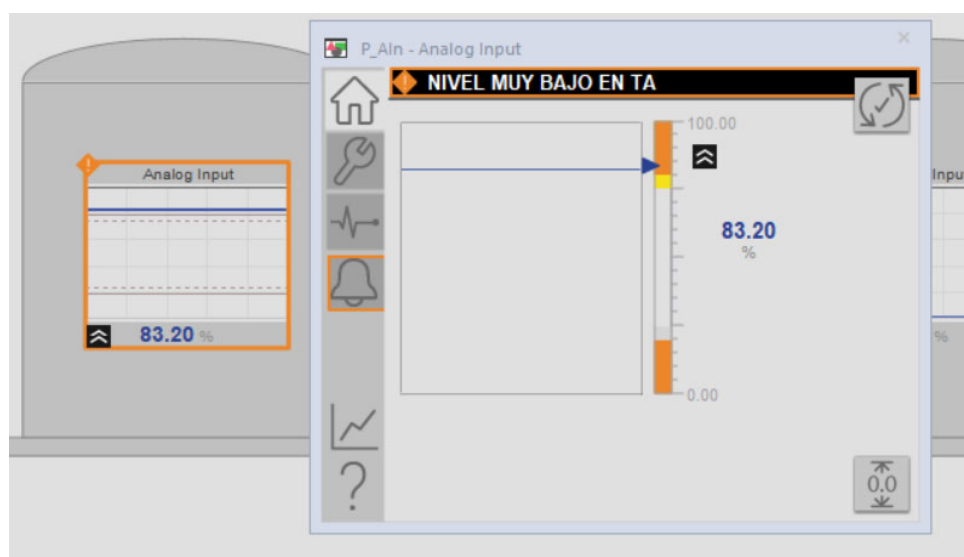 P_AIn - Analog Input
NIVEL MUY BAJO EN TA
100.00
83.20
%
0.00
0.0
Analog Input
83.20 %
Inpu
%